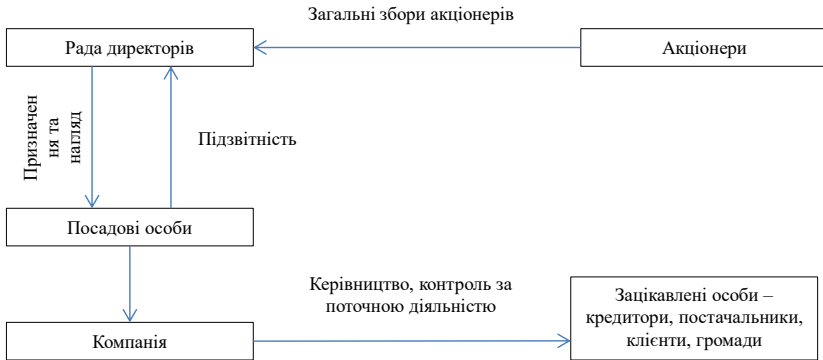 Загальні збори акціонерів
Рада директорів
Акціонери
Призначен
ня та
нагляд
Підзвітність
Посадові особи
Керівництво, контроль за
поточною діяльністю
Зацікавлені особи –
кредитори, постачальники,
клієнти, громади
Компанія